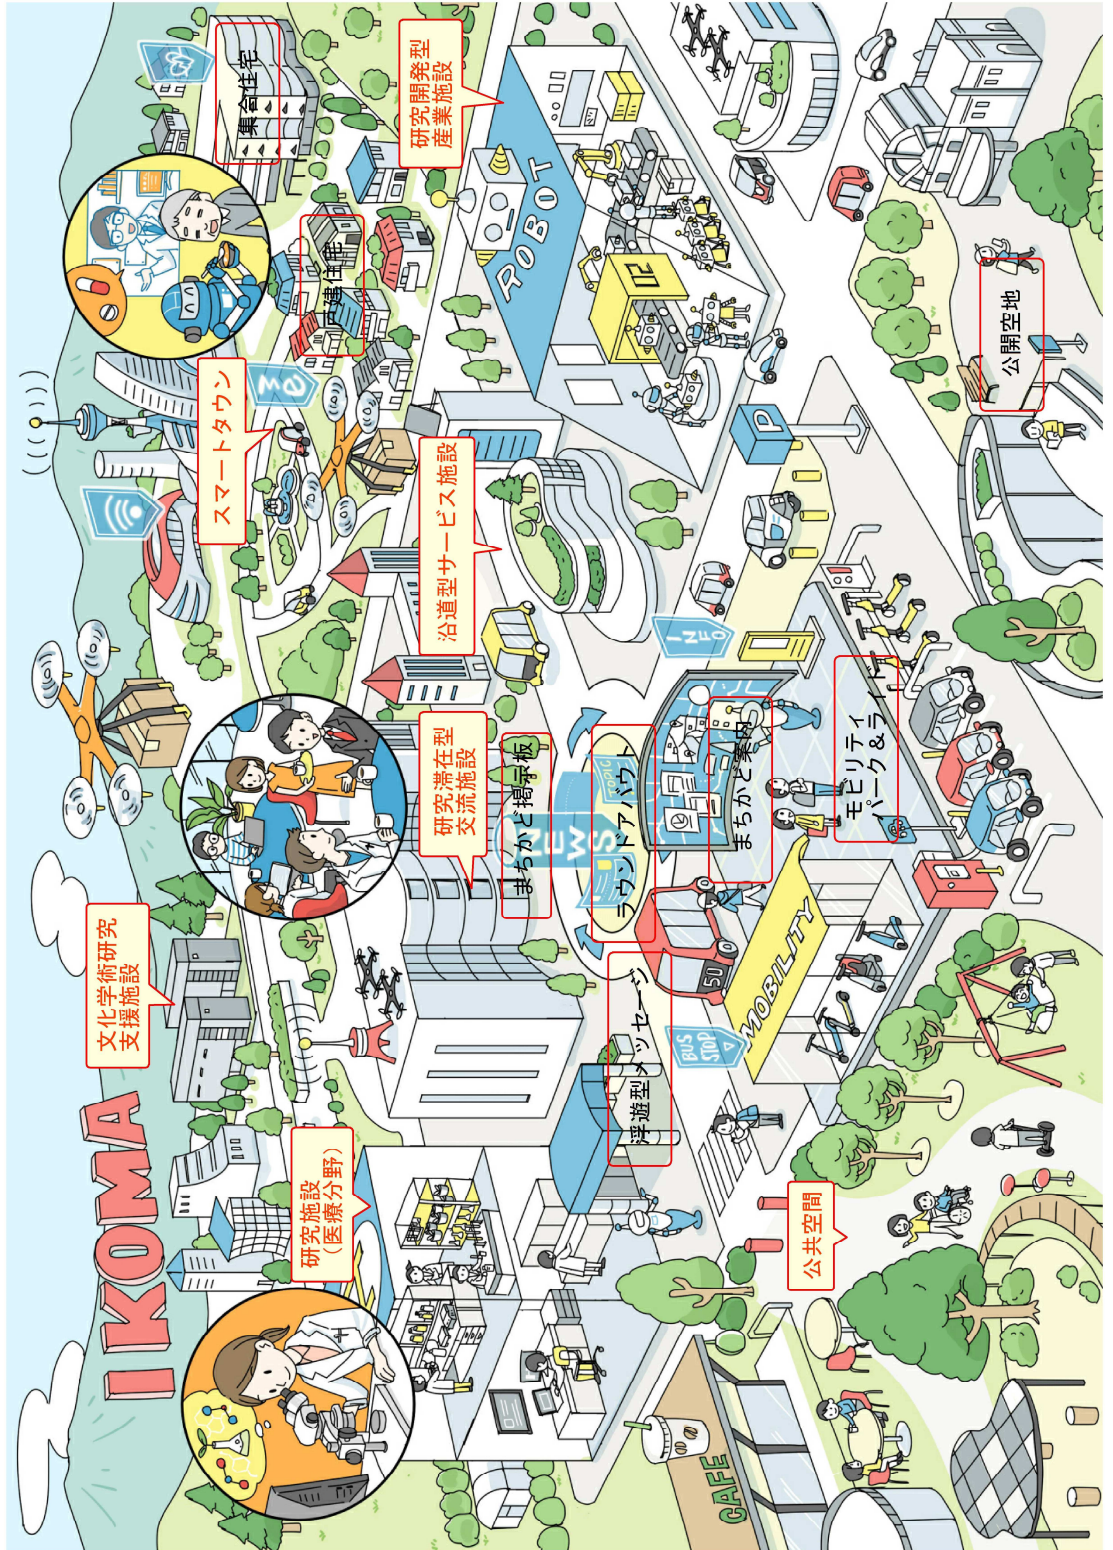 I KOMA
文化学術研究
支援施設
スマートタウン
集合住宅
戸建住宅
研究施設
(医療分野)
研究滞在型
交流施設
沿道型サービス施設
研究開発型
産業施設
ROBOT
まちかど掲示板
NEWS
TOPIC
ラウンドアバウト
浮遊型メッセージ
50
BUS
STOP
MOBILITY
まちかど案内
INFO
P
モビリティ
パーク&ライド
公共空間
公開空地
CAFE